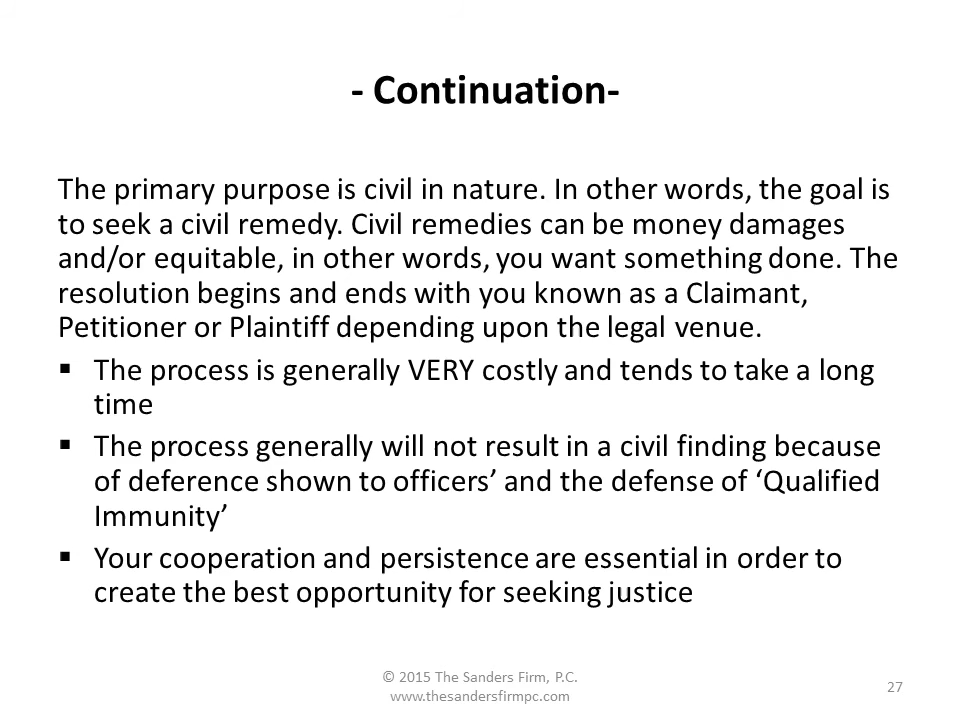 - Continuation-
The primary purpose is civil in nature. In other words, the goal is
to seek a civil remedy. Civil remedies can be money damages
and/or equitable, in other words, you want something done. The
resolution begins and ends with you known as a Claimant,
Petitioner or Plaintiff depending upon the legal venue.
▪ The process is generally VERY costly and tends to take a long
time
▪ The process generally will not result in a civil finding because
of deference shown to officers’ and the defense of ‘Qualified
Immunity’
▪ Your cooperation and persistence are essential in order to
create the best opportunity for seeking justice
© 2015 The Sanders Firm, P.C.
www.thesandersfirmpc.com
27